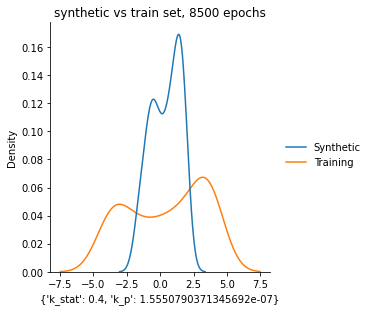 synthetic vs train set, 8500 epochs
0.16
0.14
0.12
0.10
0.08
0.06
0.04
0.02
0.00
Density
−7.5 −5.0 −2.5 0.0 2.5 5.0 7.5
{'k_stat': 0.4, 'k_p': 1.5550790371345692e-07}
Synthetic
Training